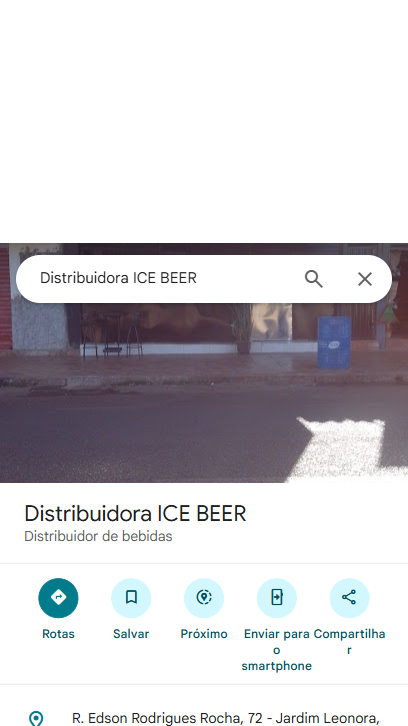 Distribuidora ICE BEER
Distribuidora ICE BEER
Distribuidor de bebidas
Rotas
Salvar
Próximo
Enviar para
o
smartphone
Compartilha
r
R. Edson Rodrigues Rocha, 72 - Jardim Leonora,